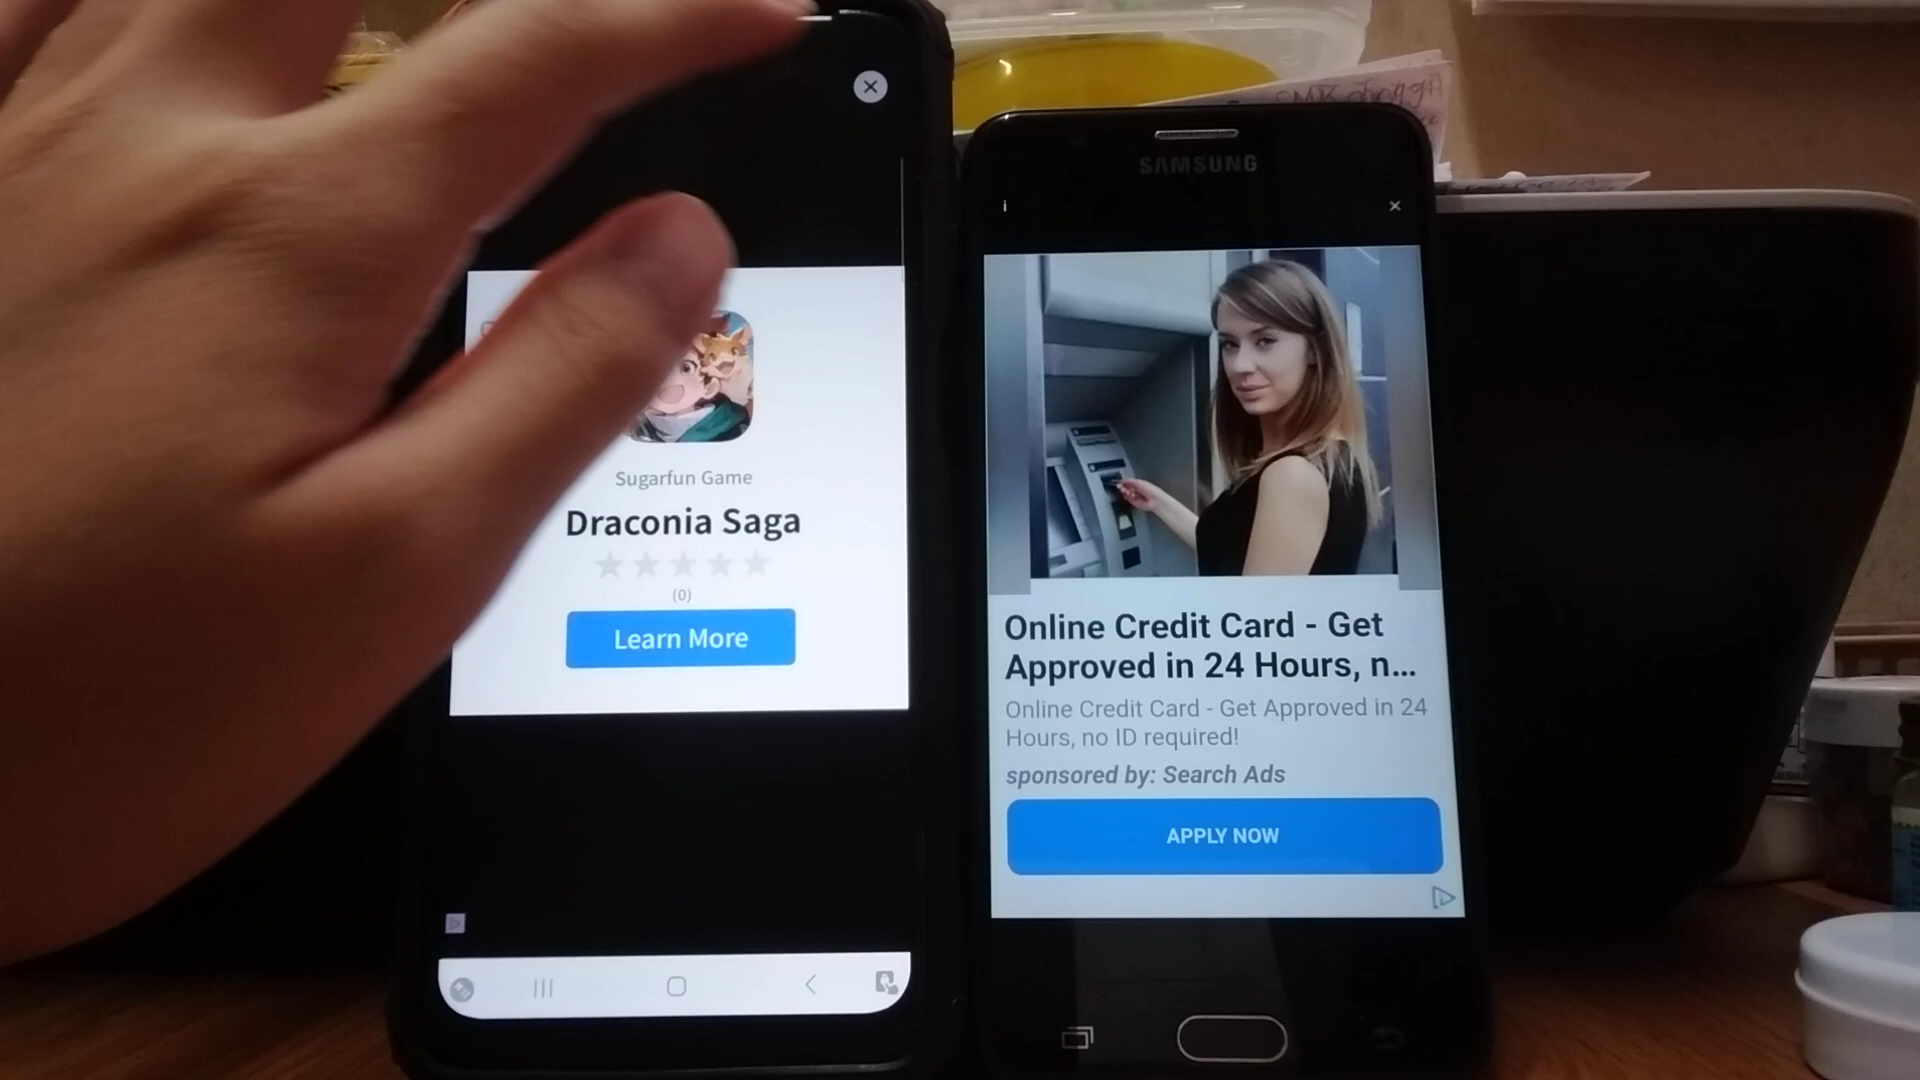 Sugarfun Game
Draconia Saga
(0)
Learn More
SAMSUNG
i
Online Credit Card - Get
Approved in 24 Hours, n...
Online Credit Card - Get Approved in 24
Hours, no ID required!
sponsored by: Search Ads
APPLY NOW